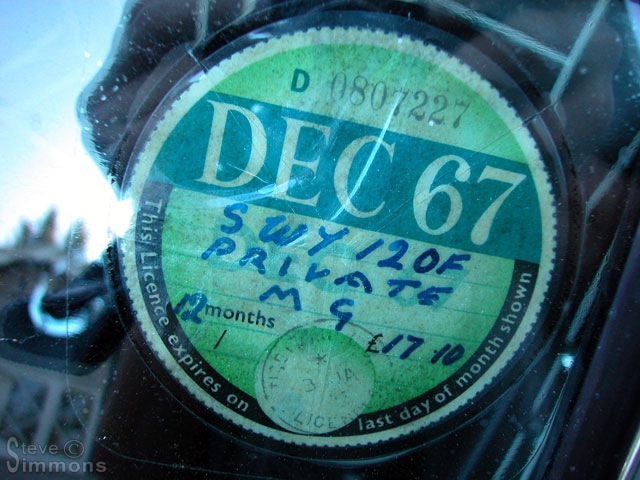 D 0807227
DEC 67
SWY 120F
PRIVATE
MG
12 months
£17-10
This Licence expires on last day of month shown
Steve ©
Simmons